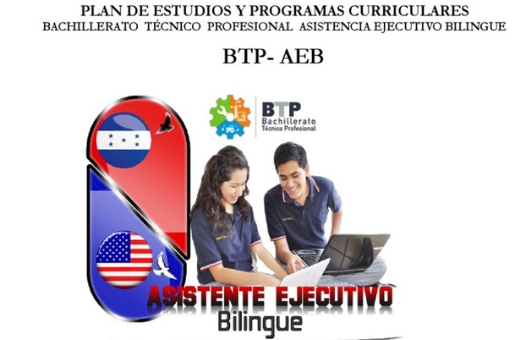 PLAN DE ESTUDIOS Y PROGRAMAS CURRICULARES
BACHILLERATO TÉCNICO PROFESIONAL ASISTENCIA EJECUTIVO BILINGUE
BTP- AEB
BTP
Bachillerato
Técnico Profesional
ASISTENTE EJECUTIVO
Bilingue